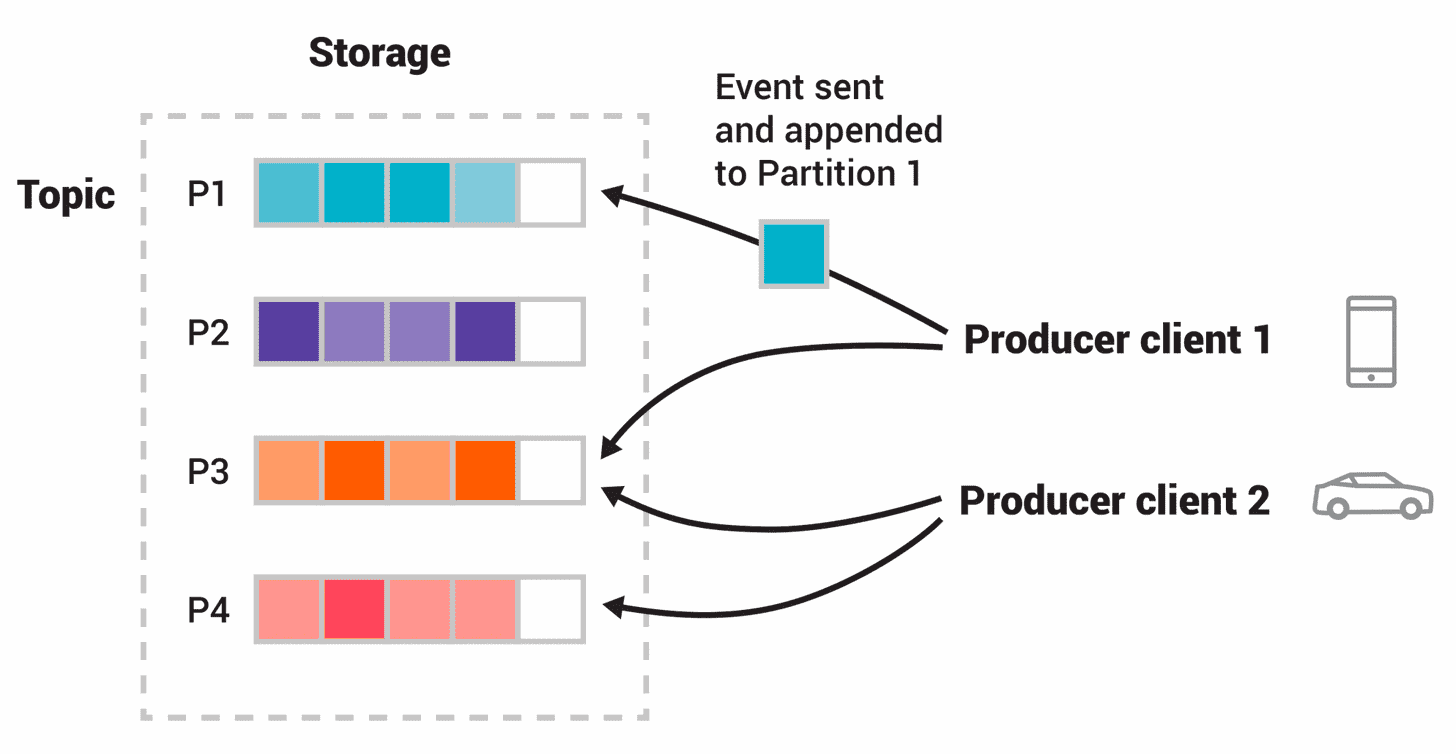 Storage
Event sent
and appended
to Partition 1
Topic
P1
P2
Producer client 1
P3
Producer client 2
P4